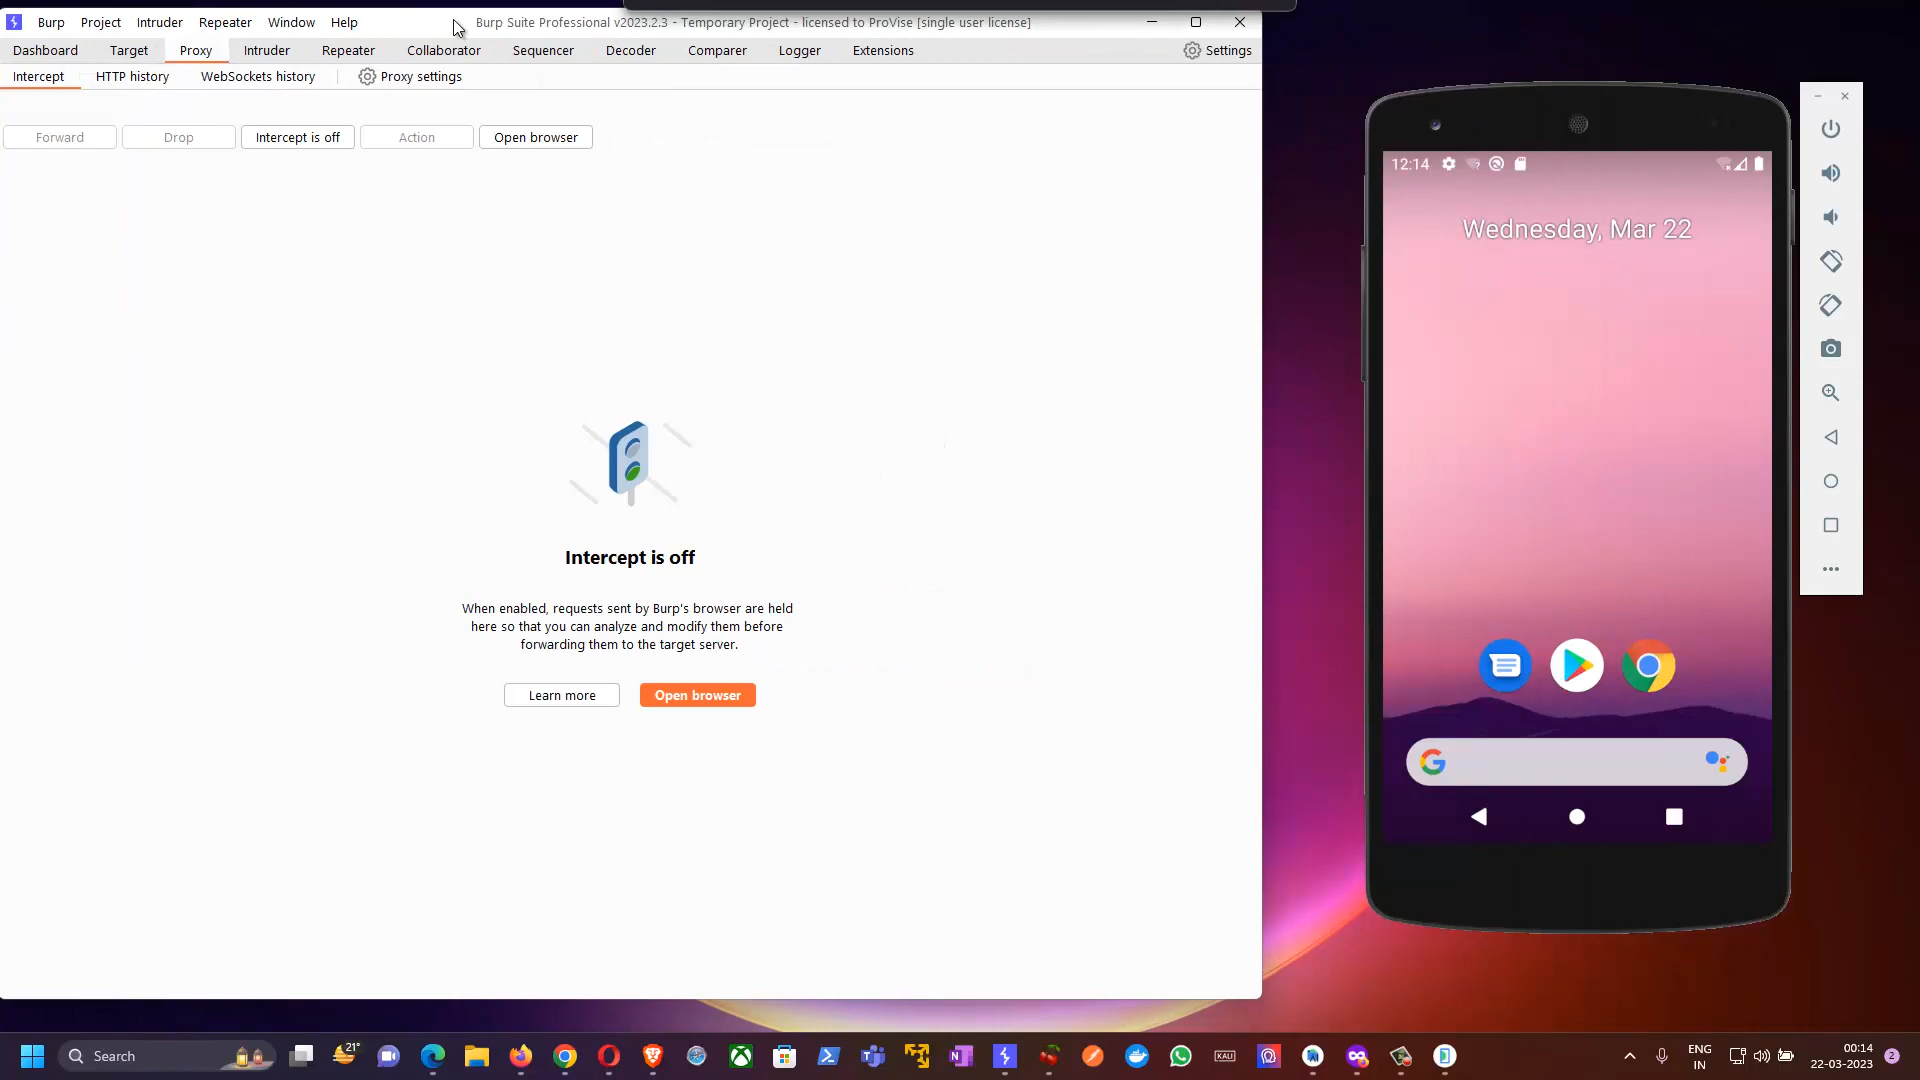 Burp Project Intruder Repeater Window Help Burp Suite Professional v2023.2.3 - Temporary Project - licensed to ProVise [single user license]
Dashboard Target Proxy Intruder Repeater Collaborator Sequencer Decoder Comparer Logger Extensions Settings
Intercept HTTP history WebSockets history Proxy settings
Forward Drop Intercept is off Action Open browser
Intercept is off
When enabled, requests sent by Burp's browser are held
here so that you can analyze and modify them before
forwarding them to the target server.
Learn more Open browser
12:14
Wednesday, Mar 22
Search
21°
KALI
ENG
IN
00:14
22-03-2023
2